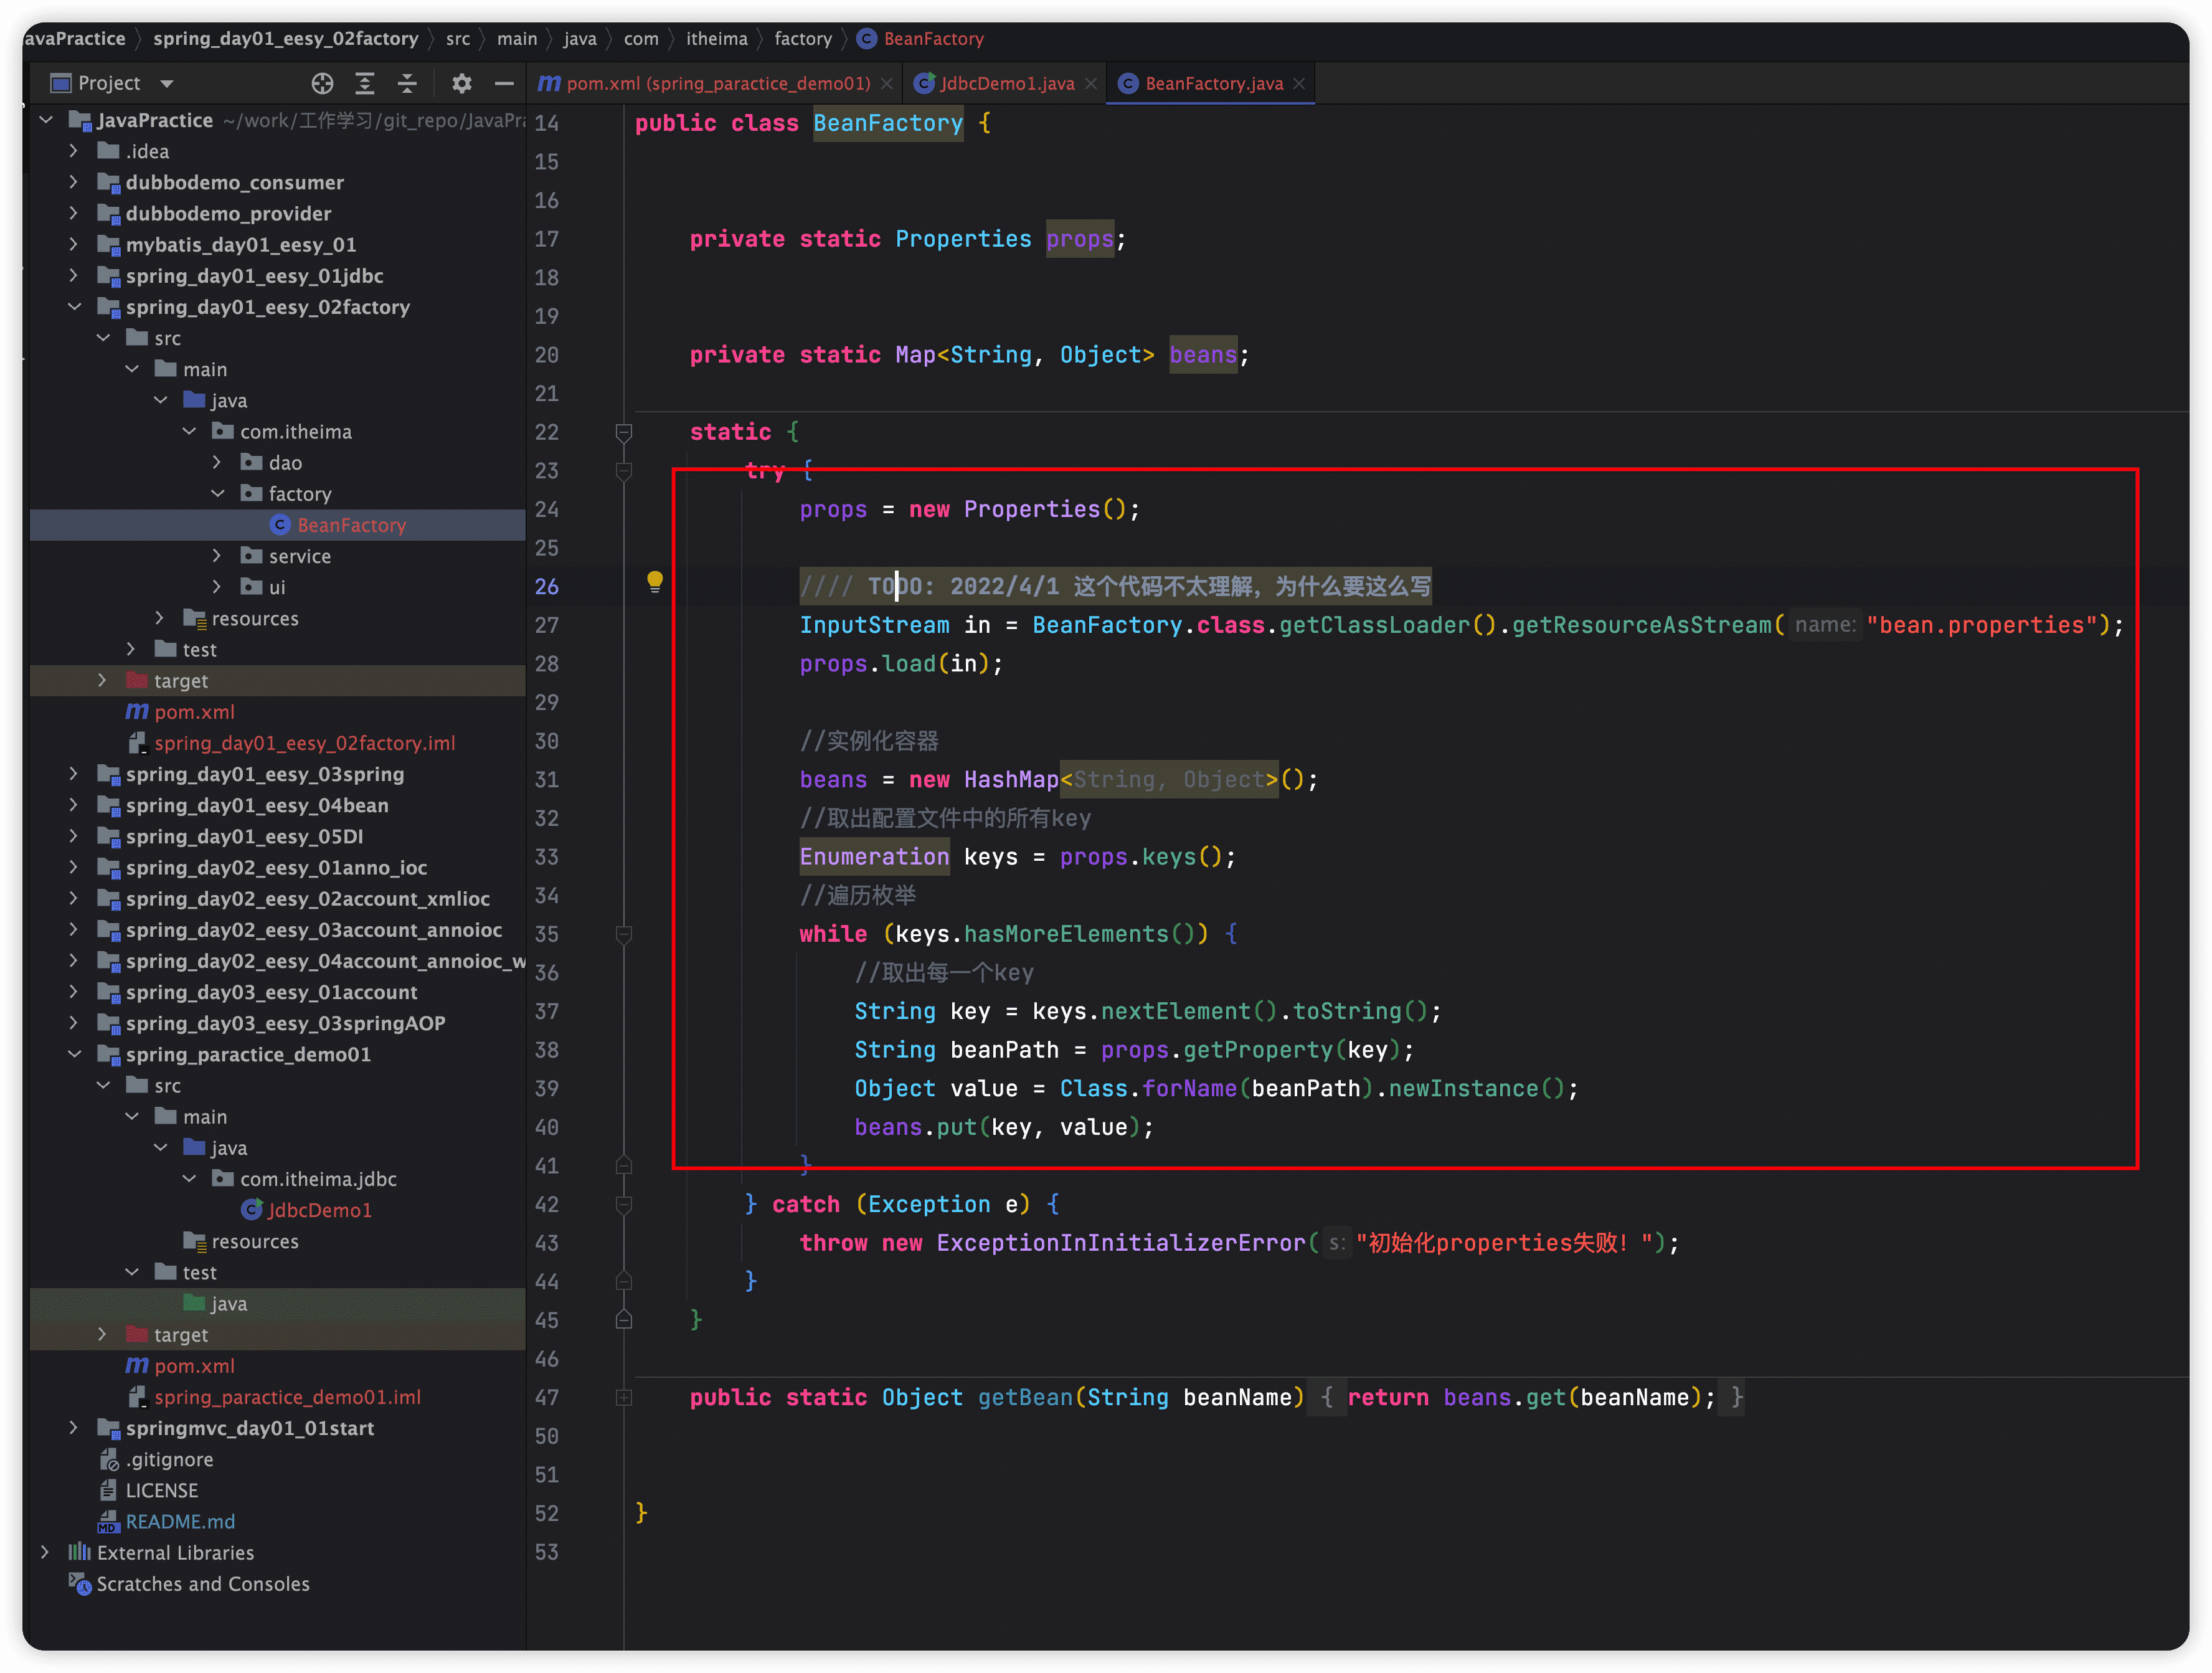 avaPractice 〉 spring_day01_eesy_02factory 〉 src 〉 main 〉 java 〉 com 〉 itheima 〉 factory 〉 BeanFactory
Project
JavaPractice ~/work/工作学习/git_repo/JavaPra
.idea
dubbodemo_consumer
dubbodemo_provider
mybatis_day01_eesy_01
spring_day01_eesy_01jdbc
spring_day01_eesy_02factory
src
main
java
com.itheima
dao
factory
BeanFactory
service
ui
resources
test
target
pom.xml
spring_day01_eesy_02factory.iml
spring_day01_eesy_03spring
spring_day01_eesy_04bean
spring_day01_eesy_05DI
spring_day02_eesy_01anno_ioc
spring_day02_eesy_02account_xmlioc
spring_day02_eesy_03account_annoioc
spring_day02_eesy_04account_annoioc_w
spring_day03_eesy_01account
spring_day03_eesy_03springAOP
spring_paractice_demo01
src
main
java
com.itheima.jdbc
JdbcDemo1
resources
test
java
target
pom.xml
spring_paractice_demo01.iml
springmvc_day01_01start
.gitignore
LICENSE
README.md
External Libraries
Scratches and Consoles
pom.xml (spring_paractice_demo01)
JdbcDemo1.java
BeanFactory.java
14 public class BeanFactory {
15
16
17 private static Properties props;
18
19
20 private static Map<String, Object> beans;
21
22 static {
23 try {
24 props = new Properties();
25
26 //// TODO: 2022/4/1 这个代码不太理解，为什么要这么写
27 InputStream in = BeanFactory.class.getClassLoader().getResourceAsStream( name: "bean.properties");
28 props.load(in);
29
30 //实例化容器
31 beans = new HashMap<String, Object>();
32 //取出配置文件中的所有key
33 Enumeration keys = props.keys();
34 //遍历枚举
35 while (keys.hasMoreElements()) {
36 //取出每一个key
37 String key = keys.nextElement().toString();
38 String beanPath = props.getProperty(key);
39 Object value = Class.forName(beanPath).newInstance();
40 beans.put(key, value);
41 }
42 } catch (Exception e) {
43 throw new ExceptionInInitializerError( s: "初始化properties失败！");
44 }
45 }
46
47 public static Object getBean(String beanName) { return beans.get(beanName); }
50
51
52 }
53